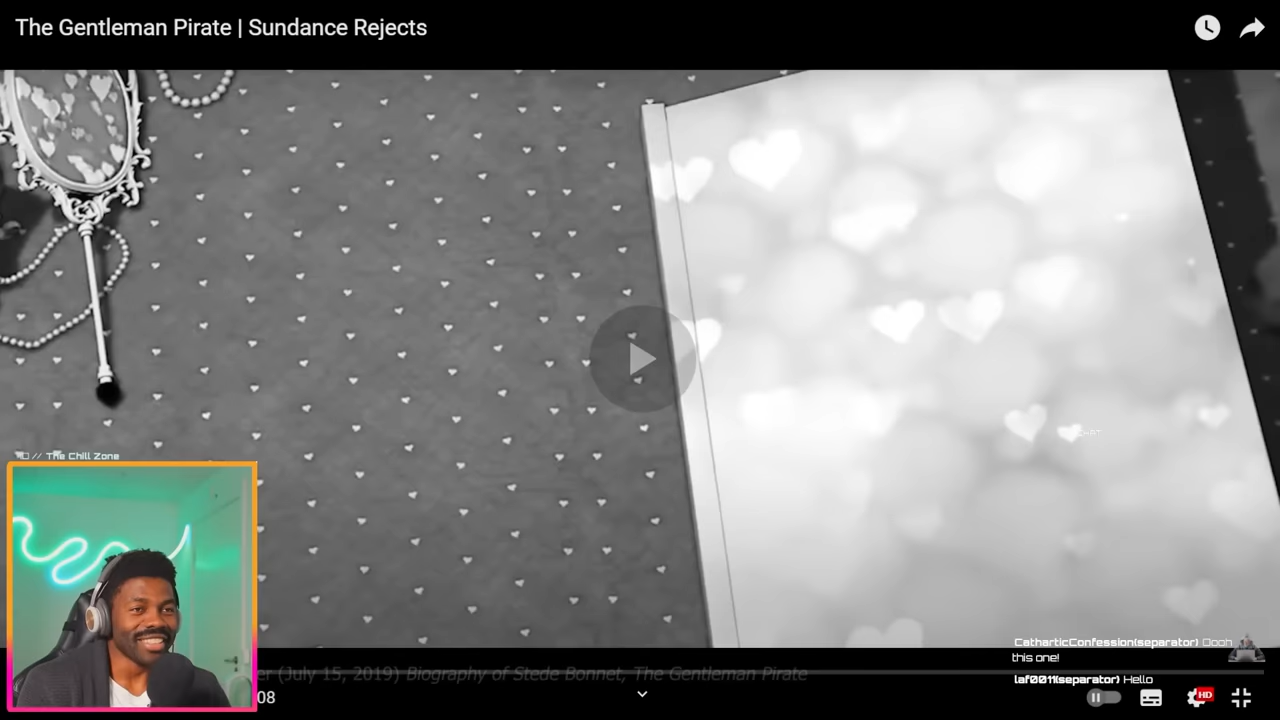 The Gentleman Pirate | Sundance Rejects
// The Chill Zone
CatharticConfession(separator) Oooh
this one!
er (July 15, 2019) Biography of Stede Bonnet, The Gentleman Pirate
laf0011(separator) Hello
08
HD